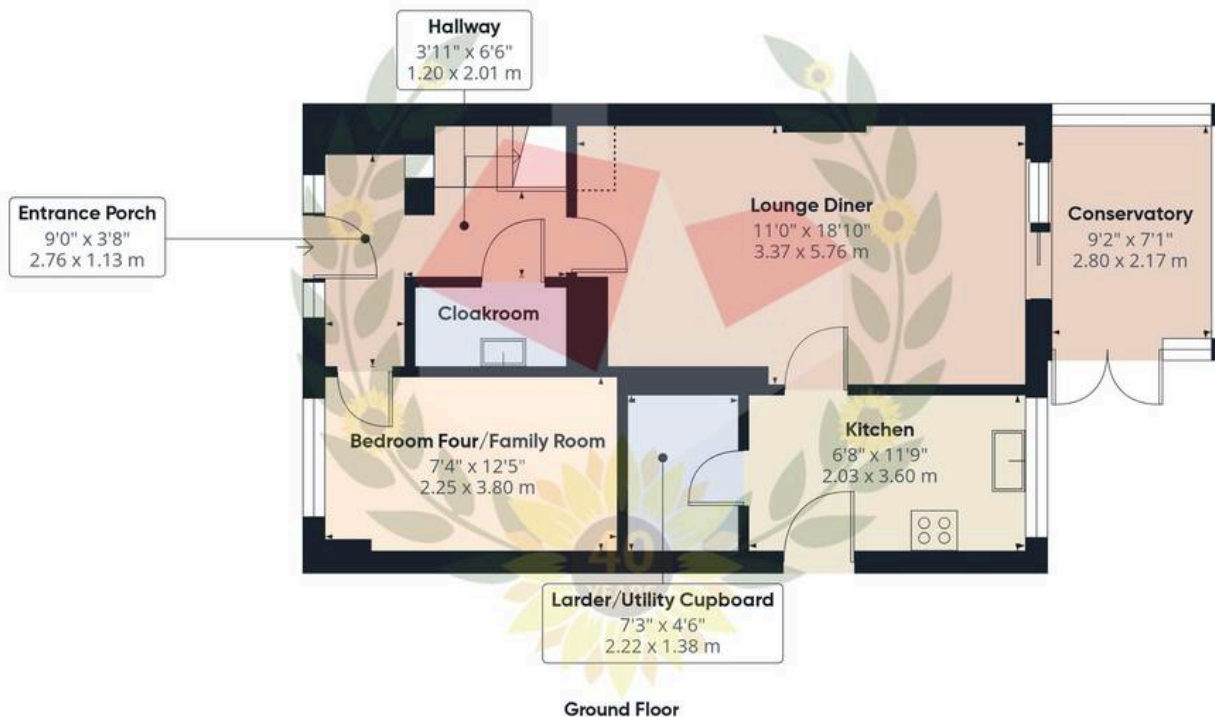 Hallway
3'11" x 6'6"
1.20 x 2.01 m
Entrance Porch
9'0" x 3'8"
2.76 x 1.13 m
Lounge Diner
11'0" x 18'10"
3.37 x 5.76 m
Conservatory
9'2" x 7'1"
2.80 x 2.17 m
Cloakroom
Bedroom Four/Family Room
7'4" x 12'5"
2.25 x 3.80 m
Kitchen
6'8" x 11'9"
2.03 x 3.60 m
40
Larder/Utility Cupboard
7'3" x 4'6"
2.22 x 1.38 m
Ground Floor